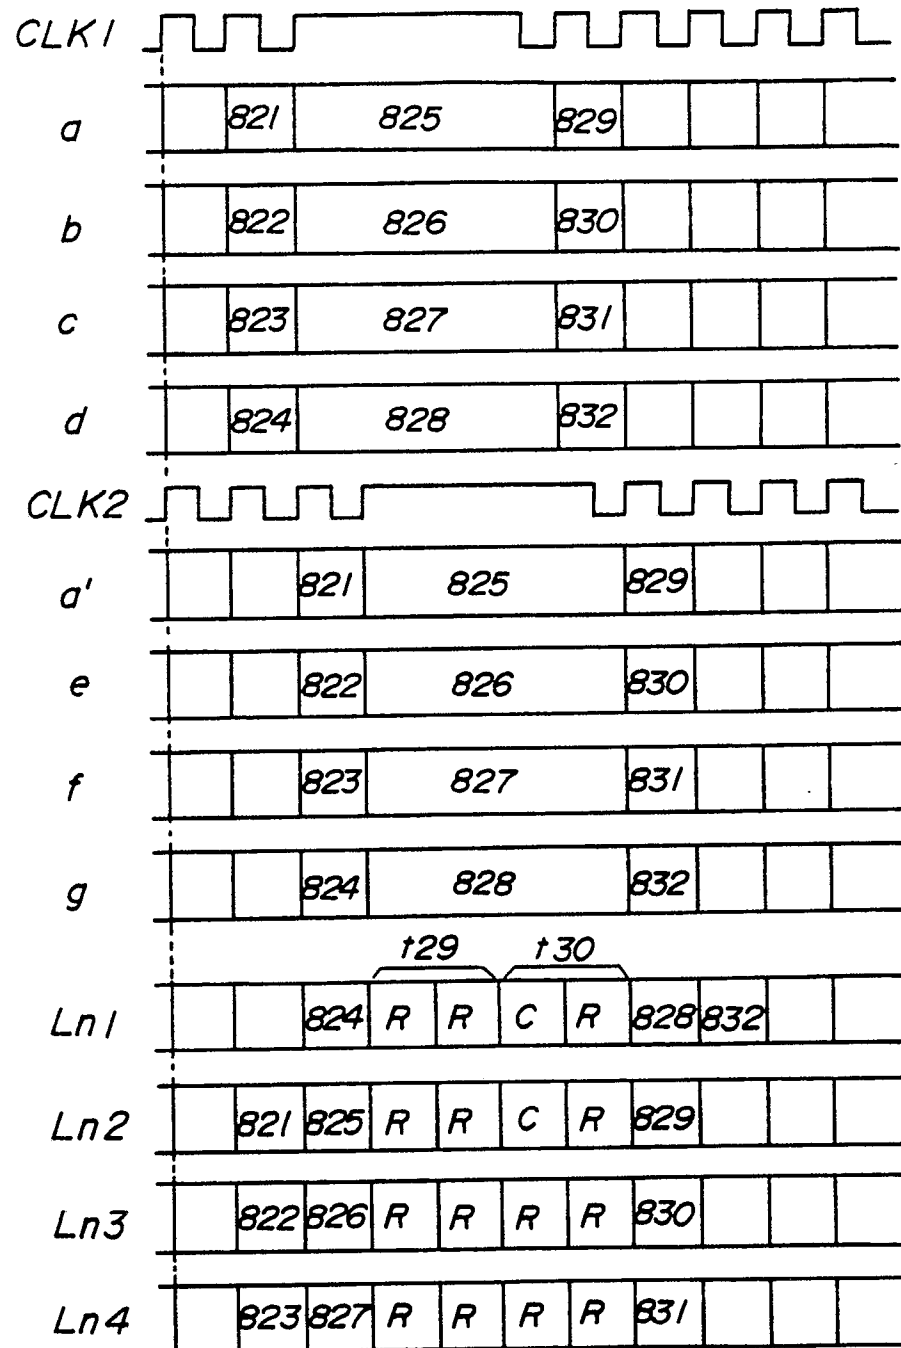 CLK1
a 821 825 829
b 822 826 830
c 823 827 831
d 824 828 832
CLK2
a' 821 825 829
e 822 826 830
f 823 827 831
g 824 828 832
t29 t30
Ln1 824 R R C R 828 832
Ln2 821 825 R R C R 829
Ln3 822 826 R R R R 830
Ln4 823 827 R R R R 831